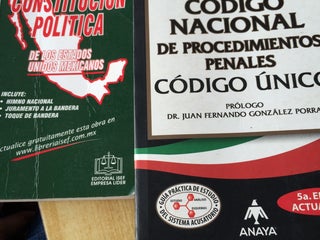 CONSTITUCIÓN
POLÍTICA
DE LOS ESTADOS
UNIDOS MEXICANOS
INCLUYE:
• HIMNO NACIONAL
• JURAMENTO A LA BANDERA
• TOQUE DE BANDERA
actualice gratuitamente esta obra en
www.libreriaisef.com.mx
EDITORIAL ISEF
EMPRESA LIDER
CÓDIGO
NACIONAL
DE PROCEDIMIENTOS
PENALES
CÓDIGO ÚNICO
PRÓLOGO
DR. JUAN FERNANDO GONZÁLEZ PORRA
GUÍA PRÁCTICA DE ESTUDIO
DEL SISTEMA ACUSATORIO
ANAYA
5a. E
ACTUA